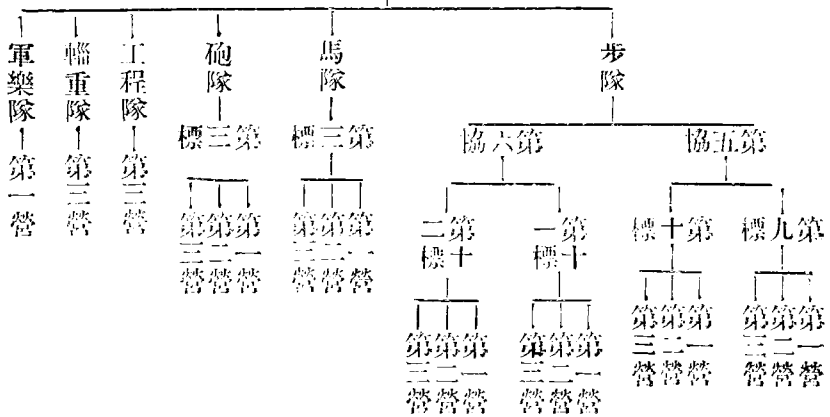 步隊
第五協
第九標
第一營
第二營
第三營
第十標
第一營
第二營
第三營
第六協
第十一標
第一營
第二營
第三營
第十二標
第一營
第二營
第三營
馬隊
第三標
第一營
第二營
第三營
砲隊
第三標
第一營
第二營
第三營
工程隊
第三營
輜重隊
第三營
軍樂隊
第一營